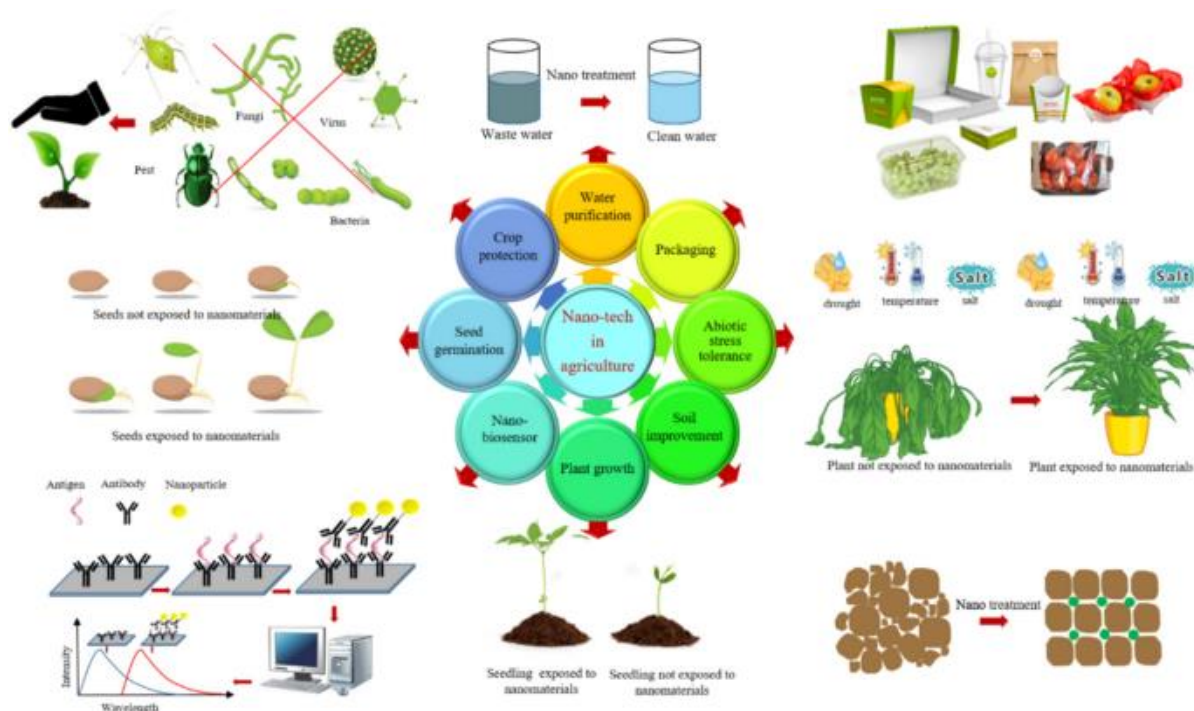 Nano treatment
Waste water
Clean water
Fungi
Virus
Pest
Bacteria
Water
purification
Crop
protection
Packaging
Seed
germination
Nano-tech
in
agriculture
Abiotic
stress
tolerance
Nano-
biosensor
Soil
improvement
Plant growth
Seeds not exposed to nanomaterials
Seeds exposed to nanomaterials
drought
temperature
salt
Salt
drought
temperature
salt
Salt
Plant not exposed to nanomaterials
Plant exposed to nanomaterials
Antigen
Antibody
Nanoparticle
Intensity
Wavelength
Seedling exposed to
nanomaterials
Seedling not exposed to
nanomaterials
Nano treatment